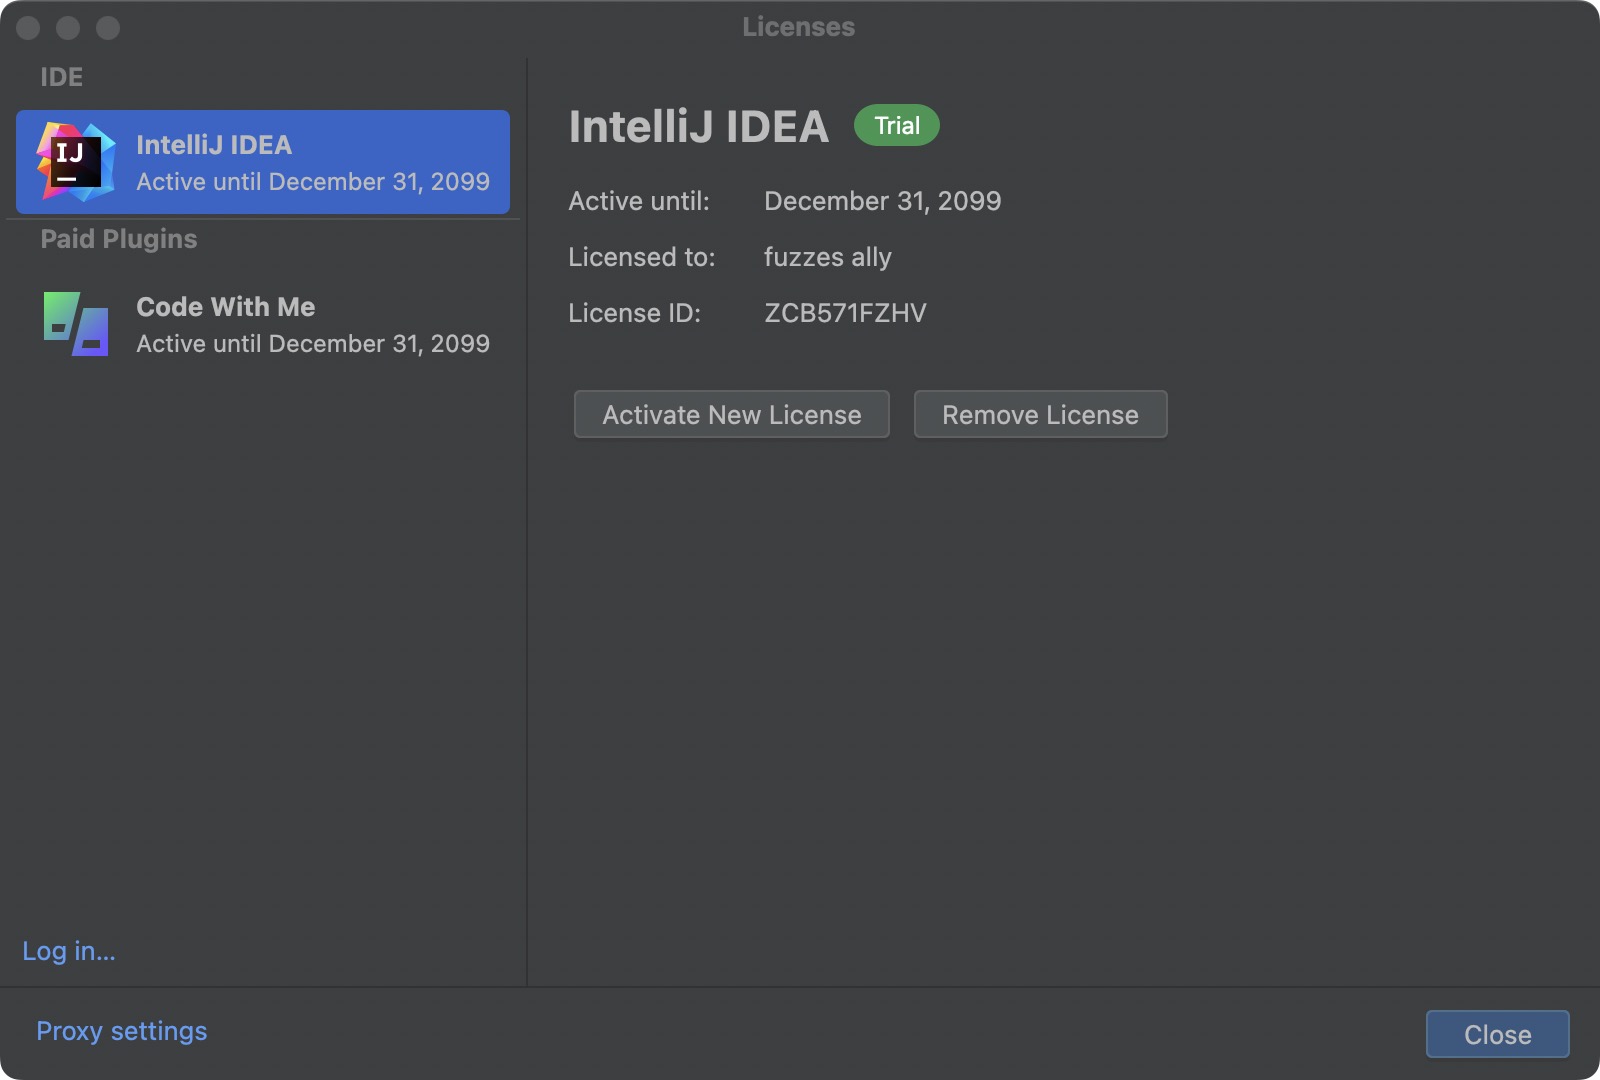 Licenses
IDE
IJ
IntelliJ IDEA
Active until December 31, 2099
Paid Plugins
Code With Me
Active until December 31, 2099
Log in...
IntelliJ IDEA Trial
Active until: December 31, 2099
Licensed to: fuzzes ally
License ID: ZCB571FZHV
Activate New License Remove License
Proxy settings
Close